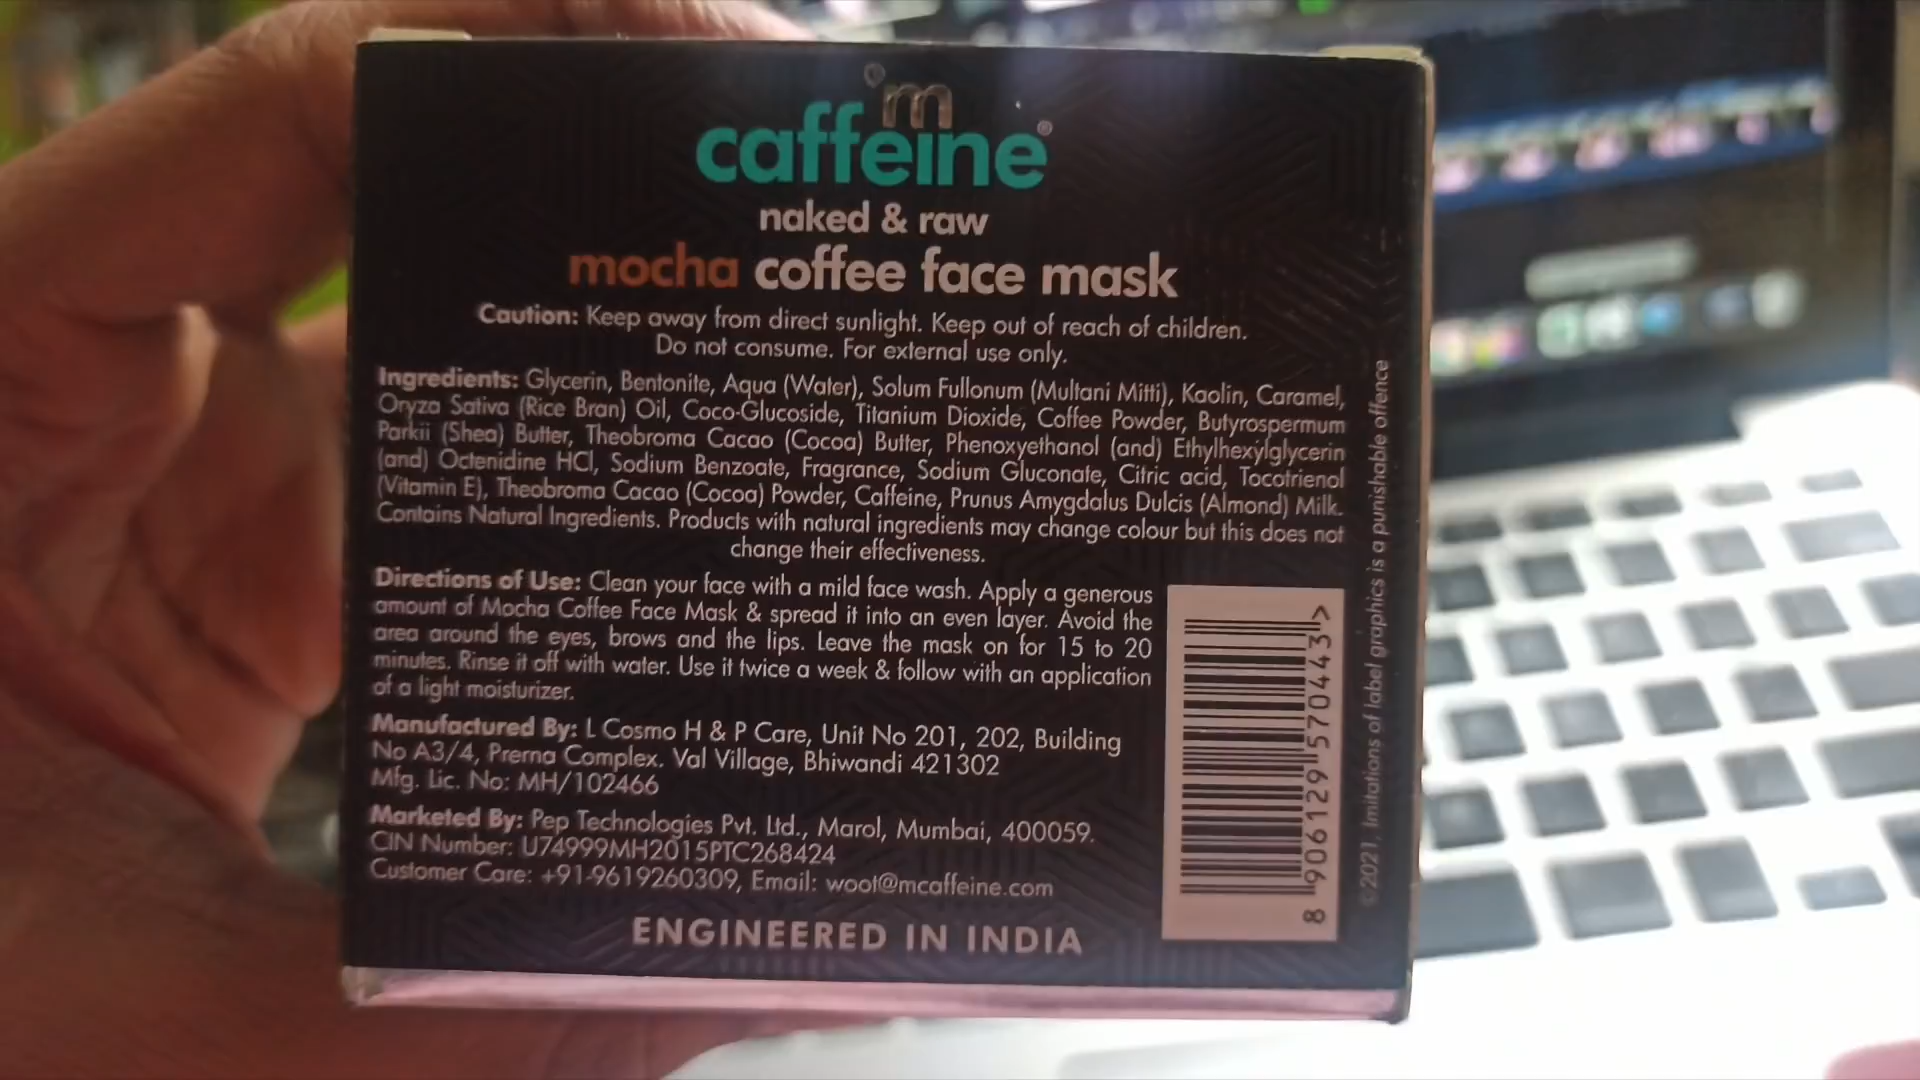 m
caffeine®
naked & raw
mocha coffee face mask
Caution: Keep away from direct sunlight. Keep out of reach of children.
Do not consume. For external use only.
Ingredients: Glycerin, Bentonite, Aqua (Water), Solum Fullonum (Multani Mitti), Kaolin, Caramel,
Oryza Sativa (Rice Bran) Oil, Coco-Glucoside, Titanium Dioxide, Coffee Powder, Butyrospermum
Parkii (Shea) Butter, Theobroma Cacao (Cocoa) Butter, Phenoxyethanol (and) Ethylhexylglycerin
(and) Octenidine HCl, Sodium Benzoate, Fragrance, Sodium Gluconate, Citric acid, Tocotrienol
(Vitamin E), Theobroma Cacao (Cocoa) Powder, Caffeine, Prunus Amygdalus Dulcis (Almond) Milk.
Contains Natural Ingredients. Products with natural ingredients may change colour but this does not
change their effectiveness.
Directions of Use: Clean your face with a mild face wash. Apply a generous
amount of Mocha Coffee Face Mask & spread it into an even layer. Avoid the
area around the eyes, brows and the lips. Leave the mask on for 15 to 20
minutes. Rinse it off with water. Use it twice a week & follow with an application
of a light moisturizer.
Manufactured By: L Cosmo H & P Care, Unit No 201, 202, Building
No A3/4, Prerna Complex. Val Village, Bhiwandi 421302
Mfg. Lic. No: MH/102466
Marketed By: Pep Technologies Pvt. Ltd., Marol, Mumbai, 400059.
CIN Number: U74999MH2015PTC268424
Customer Care: +91-9619260309, Email: woot@mcaffeine.com
ENGINEERED IN INDIA
8 906129 570443 >
©2021, Imitations of label graphics is a punishable offence